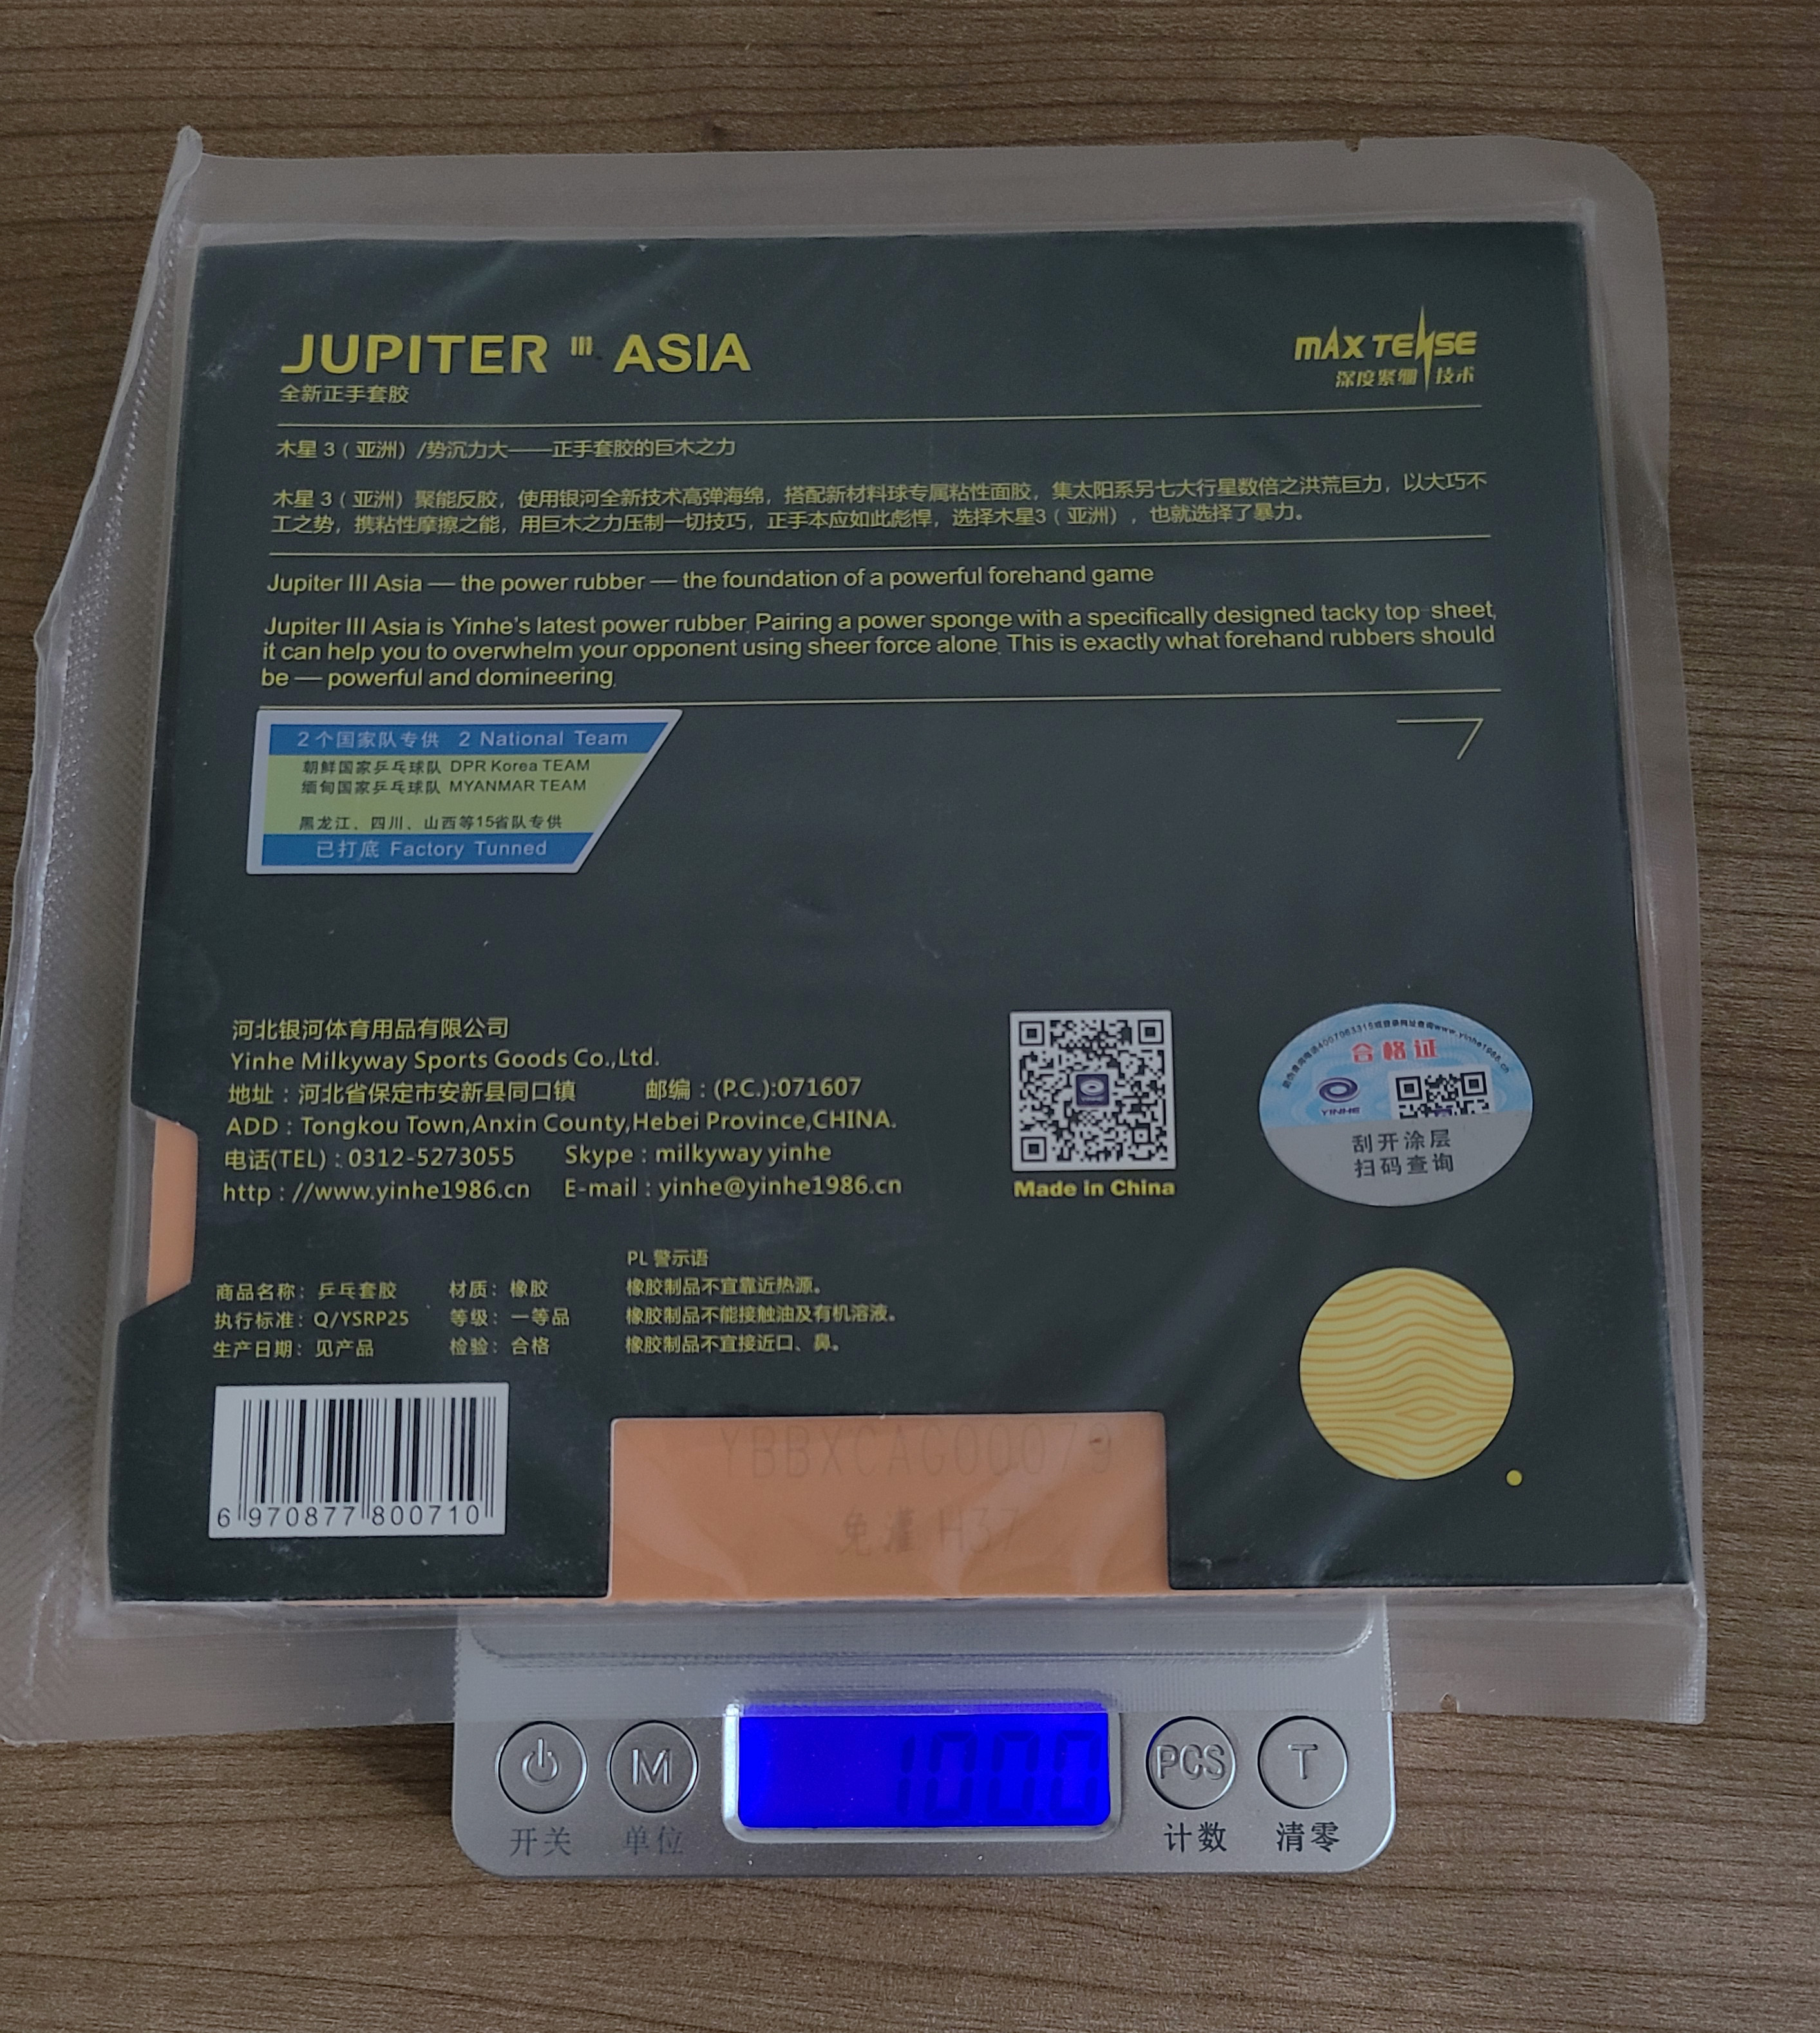 JUPITER III ASIA
MAX TENSE
全新正手套胶
深度紧绷技术
木星 3（亚洲）/势沉力大——正手套胶的巨木之力
木星 3（亚洲）聚能反胶，使用银河全新技术高弹海绵，搭配新材料球专属粘性面胶，集太阳系另七大行星数倍之洪荒巨力，以大巧不
工之势，携粘性摩擦之能，用巨木之力压制一切技巧，正手本应如此彪悍，选择木星3（亚洲），也就选择了暴力。
Jupiter III Asia — the power rubber — the foundation of a powerful forehand game
Jupiter III Asia is Yinhe's latest power rubber. Pairing a power sponge with a specifically designed tacky top sheet,
it can help you to overwhelm your opponent using sheer force alone. This is exactly what forehand rubbers should
be — powerful and domineering.
2个国家队专供 2 National Team
朝鲜国家乒乓球队 DPR Korea TEAM
缅甸国家乒乓球队 MYANMAR TEAM
黑龙江、四川、山西等15省队专供
已打底 Factory Tunned
河北银河体育用品有限公司
Yinhe Milkyway Sports Goods Co.,Ltd.
地址：河北省保定市安新县同口镇 邮编：(P.C.):071607
ADD：Tongkou Town,Anxin County,Hebei Province,CHINA.
电话(TEL)：0312-5273055 Skype：milkyway yinhe
http：//www.yinhe1986.cn E-mail：yinhe@yinhe1986.cn
YINHE
Made in China
www.yinhe1986.cn
合格证
YINHE
刮开涂层
扫码查询
PL 警示语
商品名称：乒乓套胶 材质：橡胶 橡胶制品不宜靠近热源。
执行标准：Q/YSRP25 等级：一等品 橡胶制品不能接触油及有机溶液。
生产日期：见产品 检验：合格 橡胶制品不宜接近口、鼻。
6 970877 800710
YBBXCAG00079
免灌 H37
100.0
M PCS T
开关 单位 计数 清零